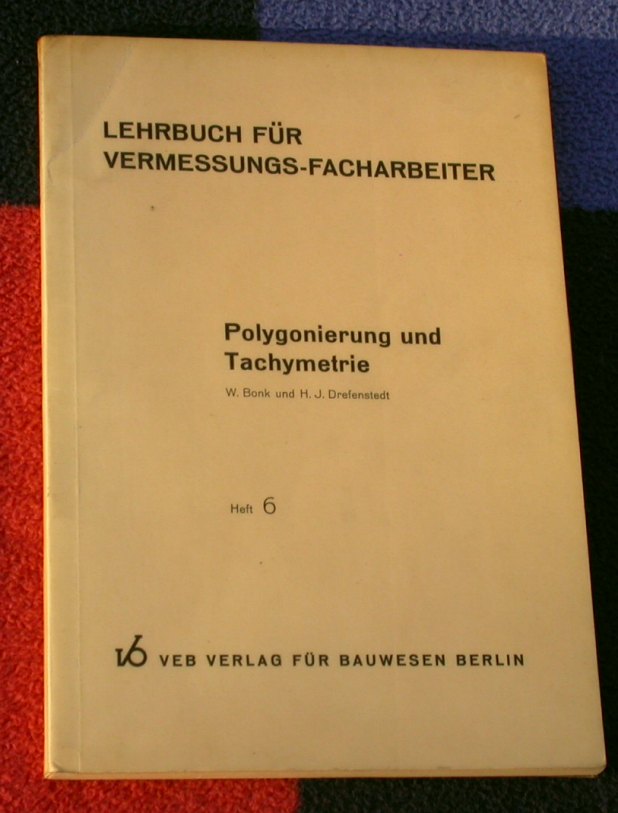 LEHRBUCH FÜR
VERMESSUNGS-FACHARBEITER
Polygonierung und
Tachymetrie
W. Bonk und H. J. Drefenstedt
Heft 6
VEB VERLAG FÜR BAUWESEN BERLIN